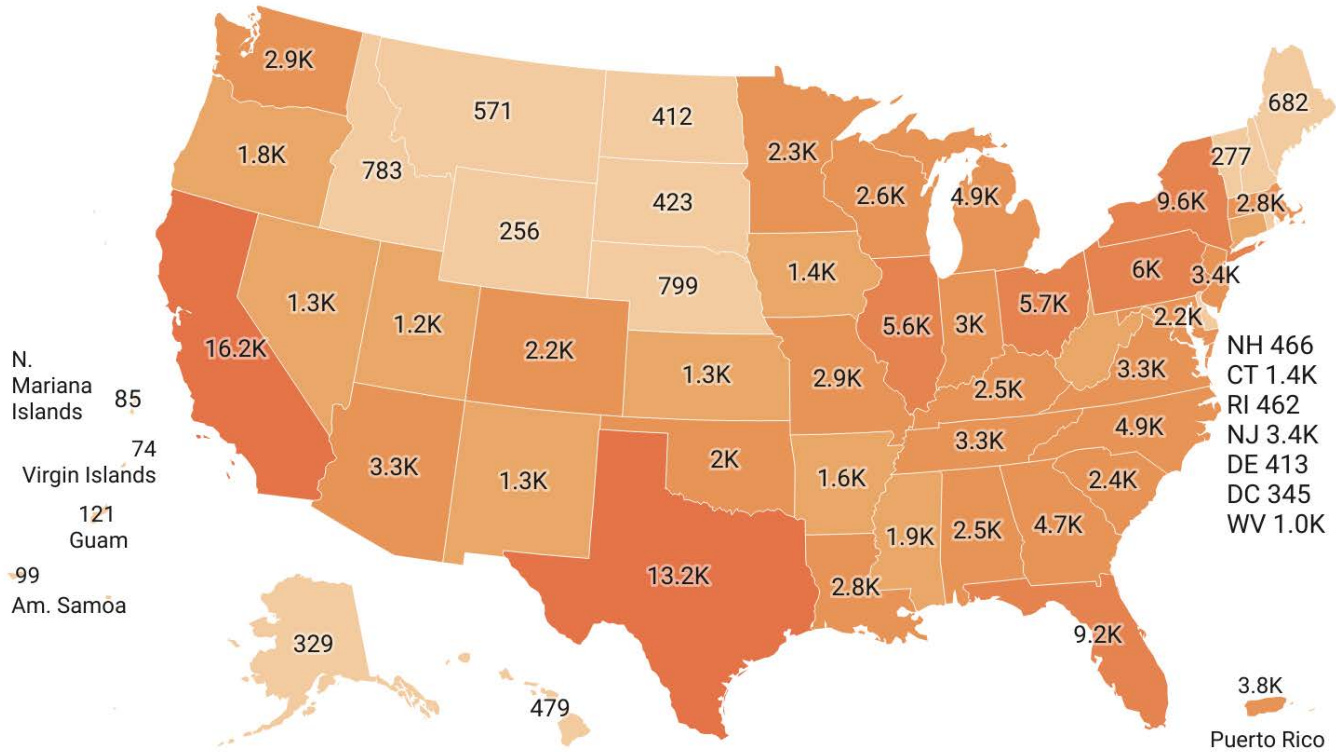 2.9K
571
412
682
1.8K
783
2.3K
277
423
2.6K
4.9K
9.6K
2.8K
256
1.4K
6K
3.4K
799
1.3K
1.2K
5.7K
2.2K
16.2K
2.2K
5.6K
3K
N.
Mariana
Islands
85
1.3K
2.9K
2.5K
3.3K
NH 466
CT 1.4K
RI 462
NJ 3.4K
DE 413
DC 345
WV 1.0K
74
Virgin Islands
3.3K
1.3K
2K
3.3K
4.9K
1.6K
2.4K
121
Guam
1.9K
2.5K
4.7K
99
Am. Samoa
13.2K
2.8K
329
9.2K
479
3.8K
Puerto Rico